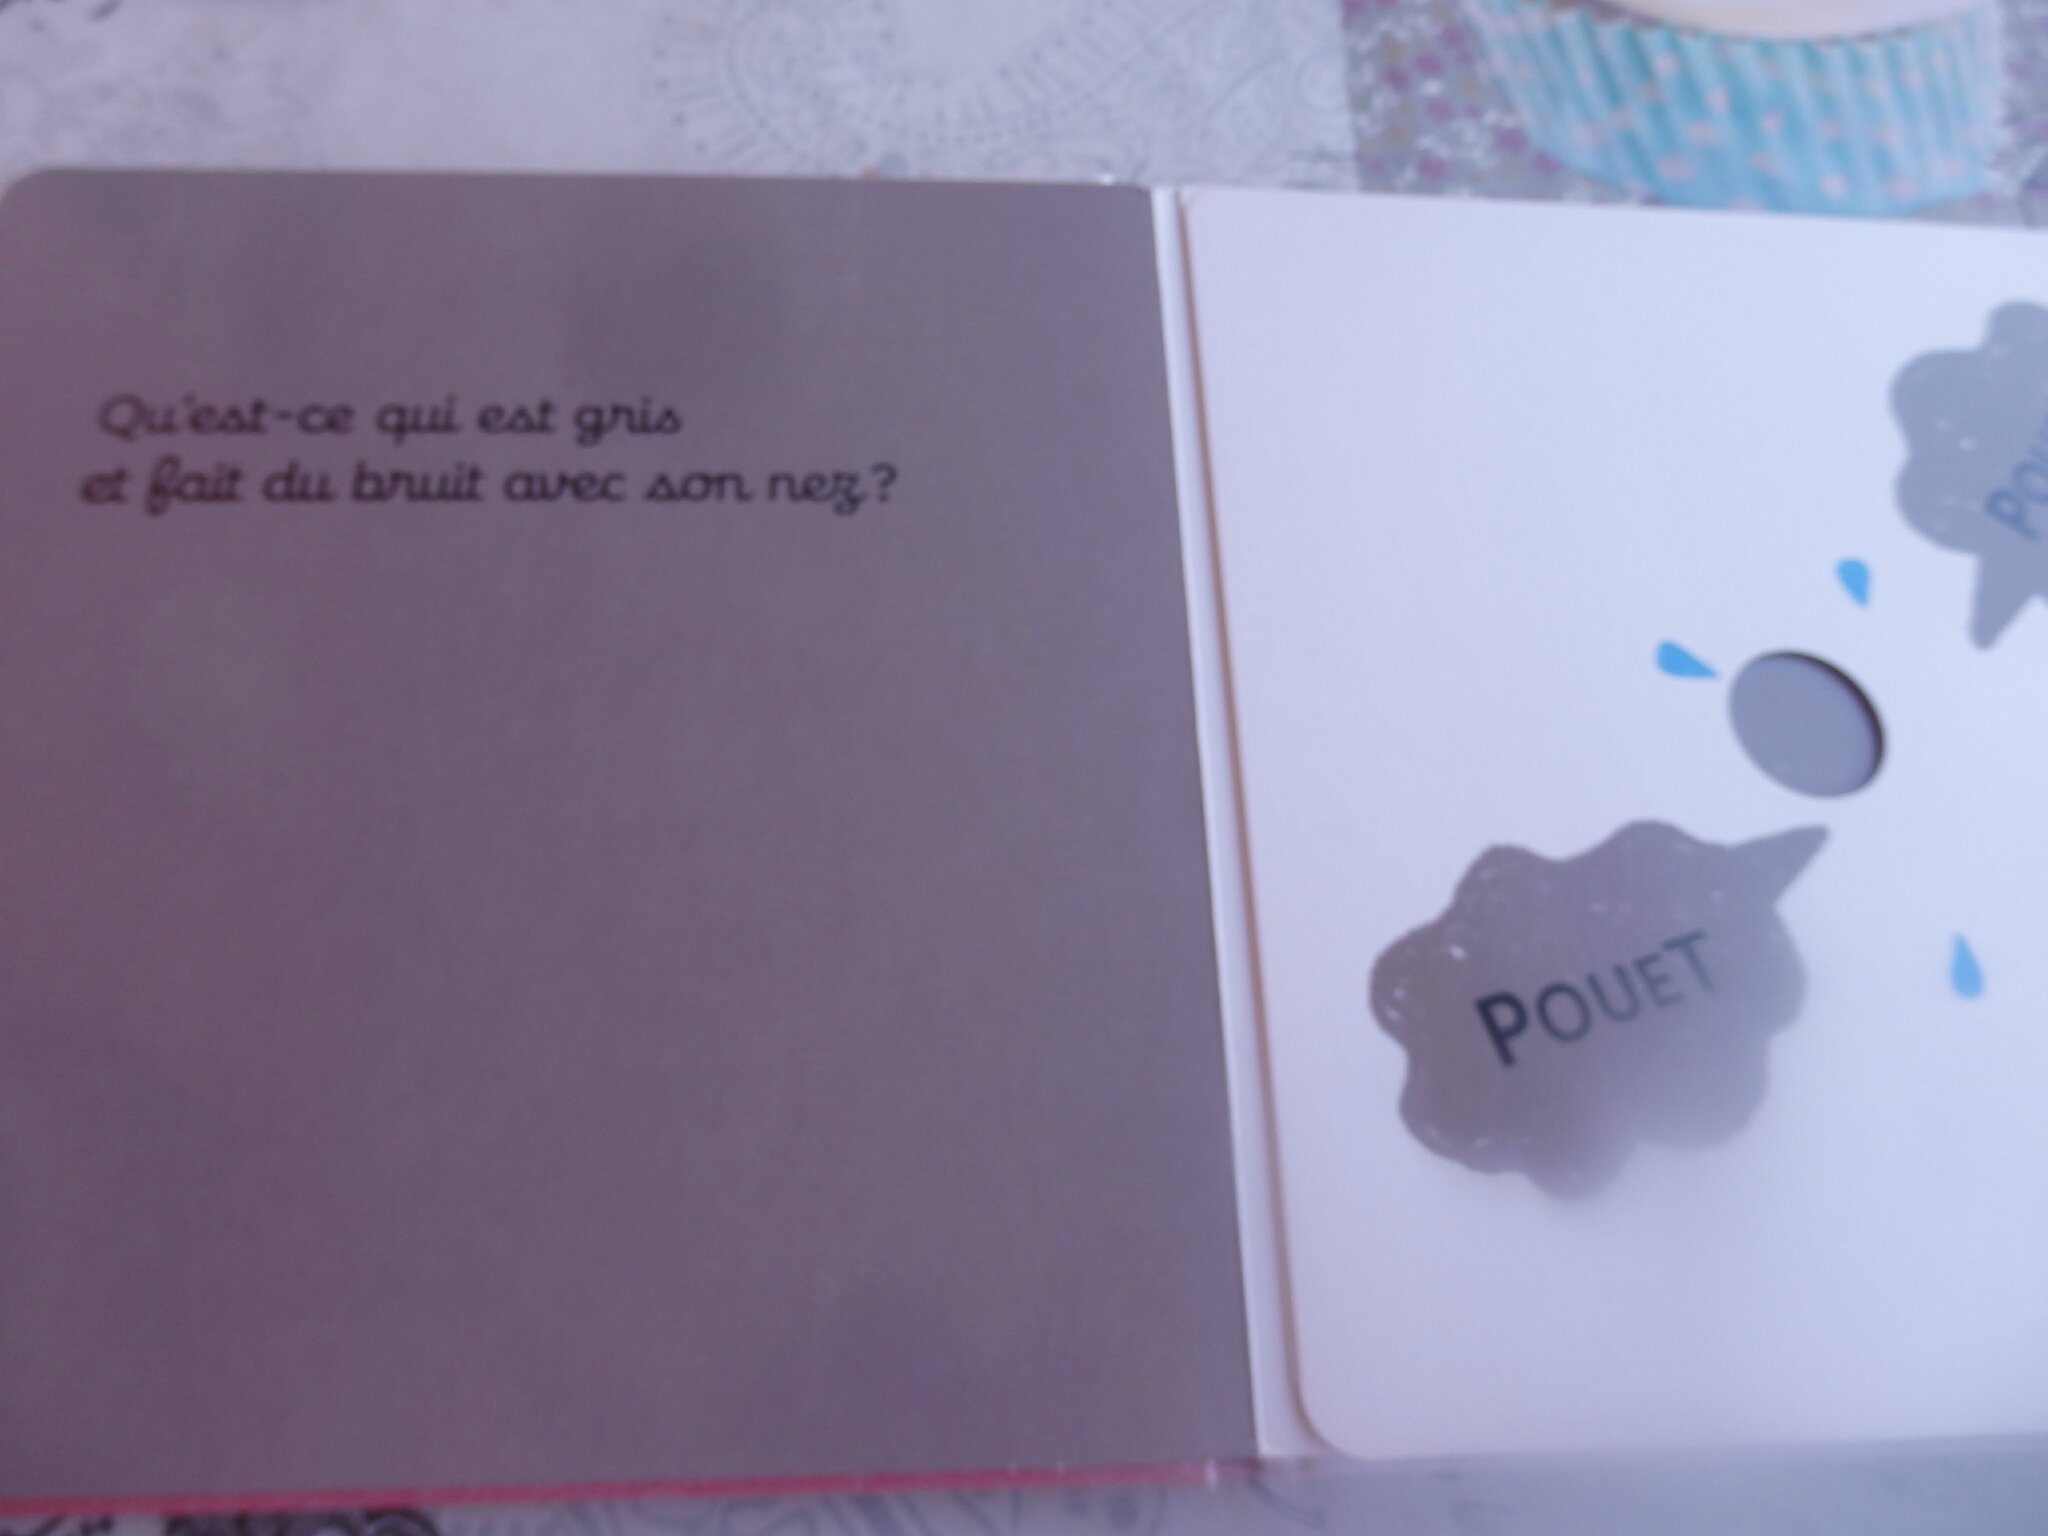 Qu'est-ce qui est gris
et fait du bruit avec son nez ?
POUET